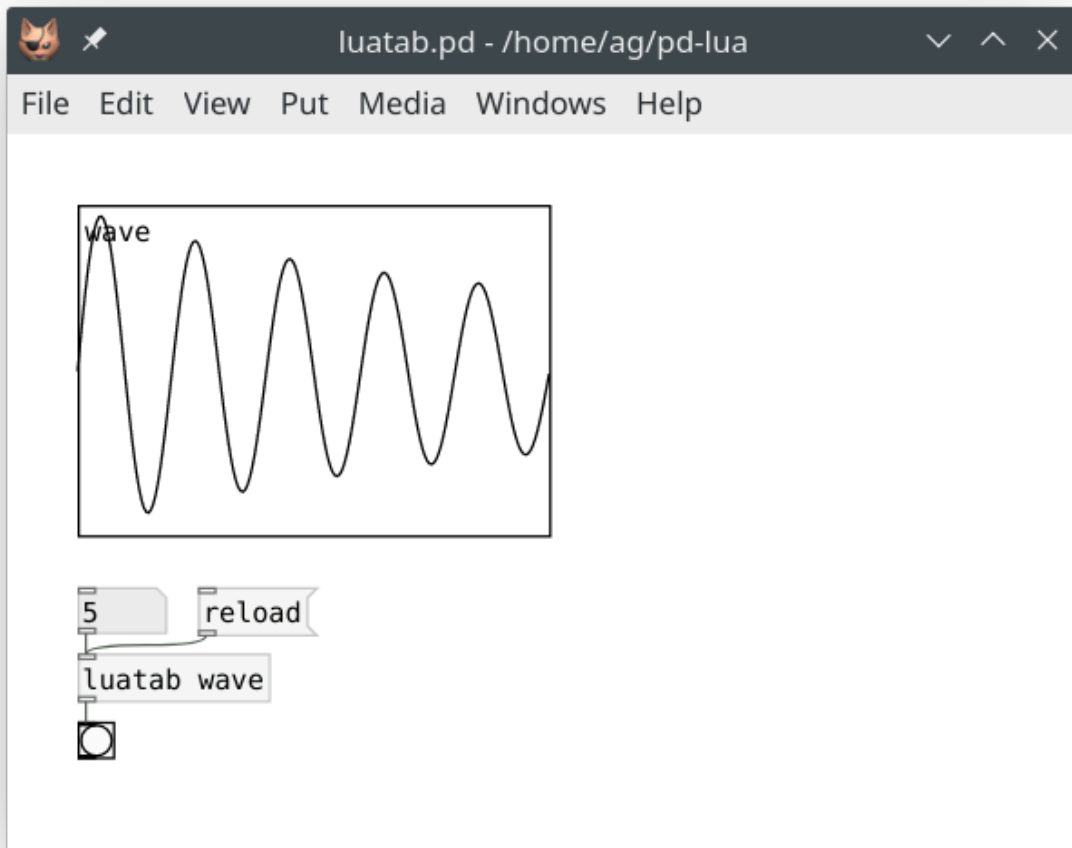 luatab.pd - /home/ag/pd-lua
File Edit View Put Media Windows Help
wave
5
reload
luatab wave